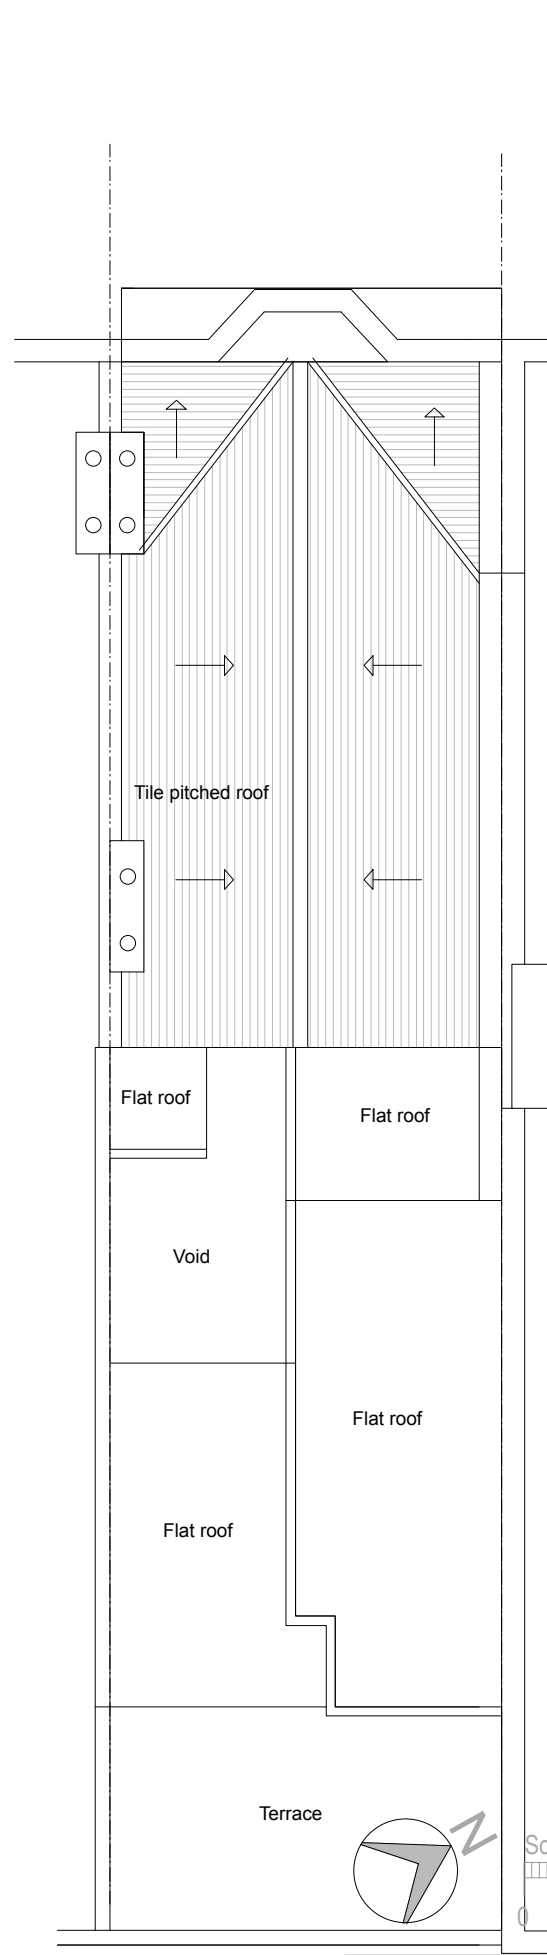 Tile pitched roof
Flat roof
Flat roof
Void
Flat roof
Flat roof
Terrace
N
0